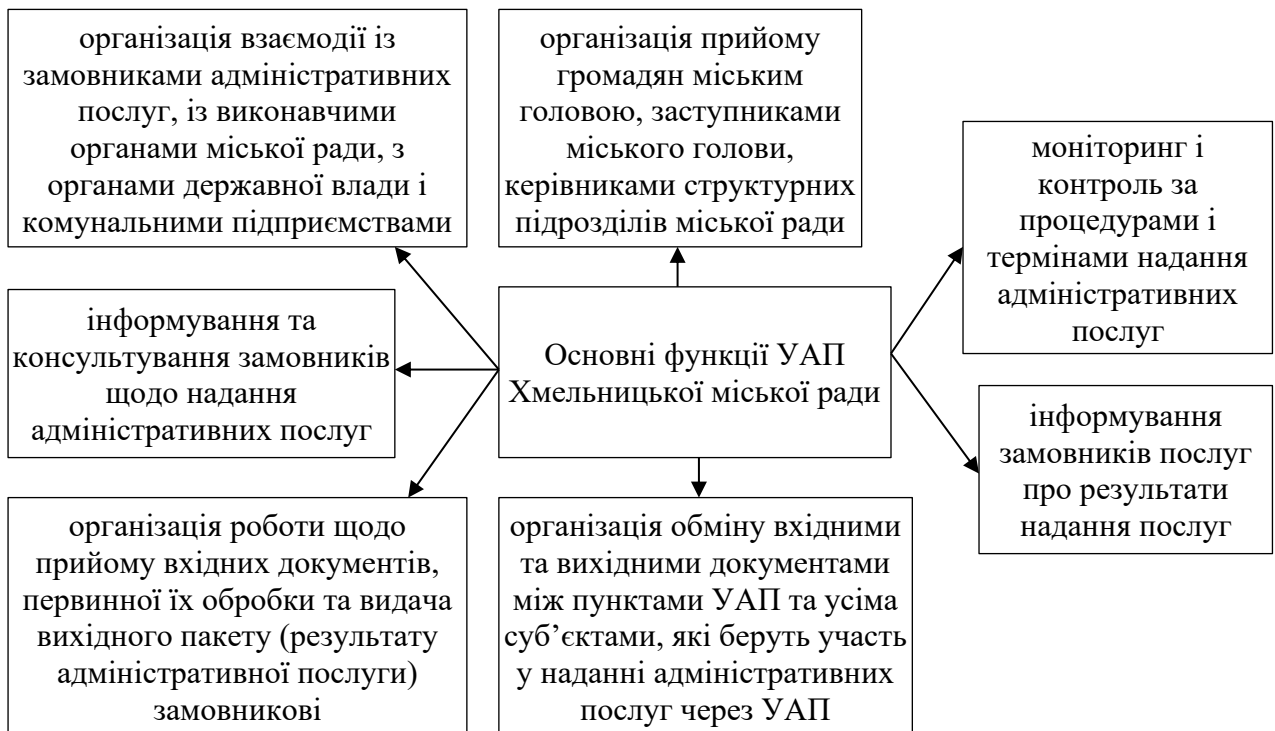 організація взаємодії із
замовниками адміністративних
послуг, із виконавчими
органами міської ради, з
органами державної влади і
комунальними підприємствами
організація прийому
громадян міським
головою, заступниками
міського голови,
керівниками структурних
підрозділів міської ради
моніторинг і
контроль за
процедурами і
термінами надання
адміністративних
послуг
інформування та
консультування замовників
щодо надання
адміністративних послуг
Основні функції УАП
Хмельницької міської ради
інформування
замовників послуг
про результати
надання послуг
організація роботи щодо
прийому вхідних документів,
первинної їх обробки та видача
вихідного пакету (результату
адміністративної послуги)
замовникові
організація обміну вхідними
та вихідними документами
між пунктами УАП та усіма
суб’єктами, які беруть участь
у наданні адміністративних
послуг через УАП